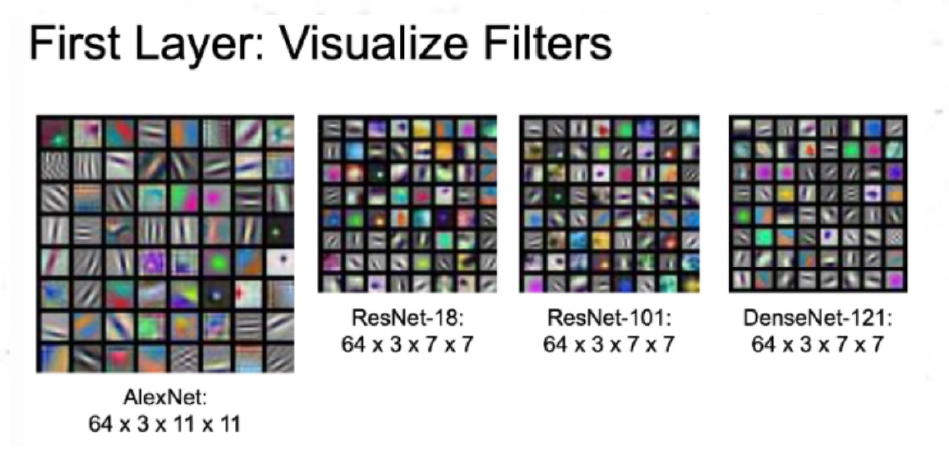 First Layer: Visualize Filters
AlexNet:
64 x 3 x 11 x 11
ResNet-18:
64 x 3 x 7 x 7
ResNet-101:
64 x 3 x 7 x 7
DenseNet-121:
64 x 3 x 7 x 7